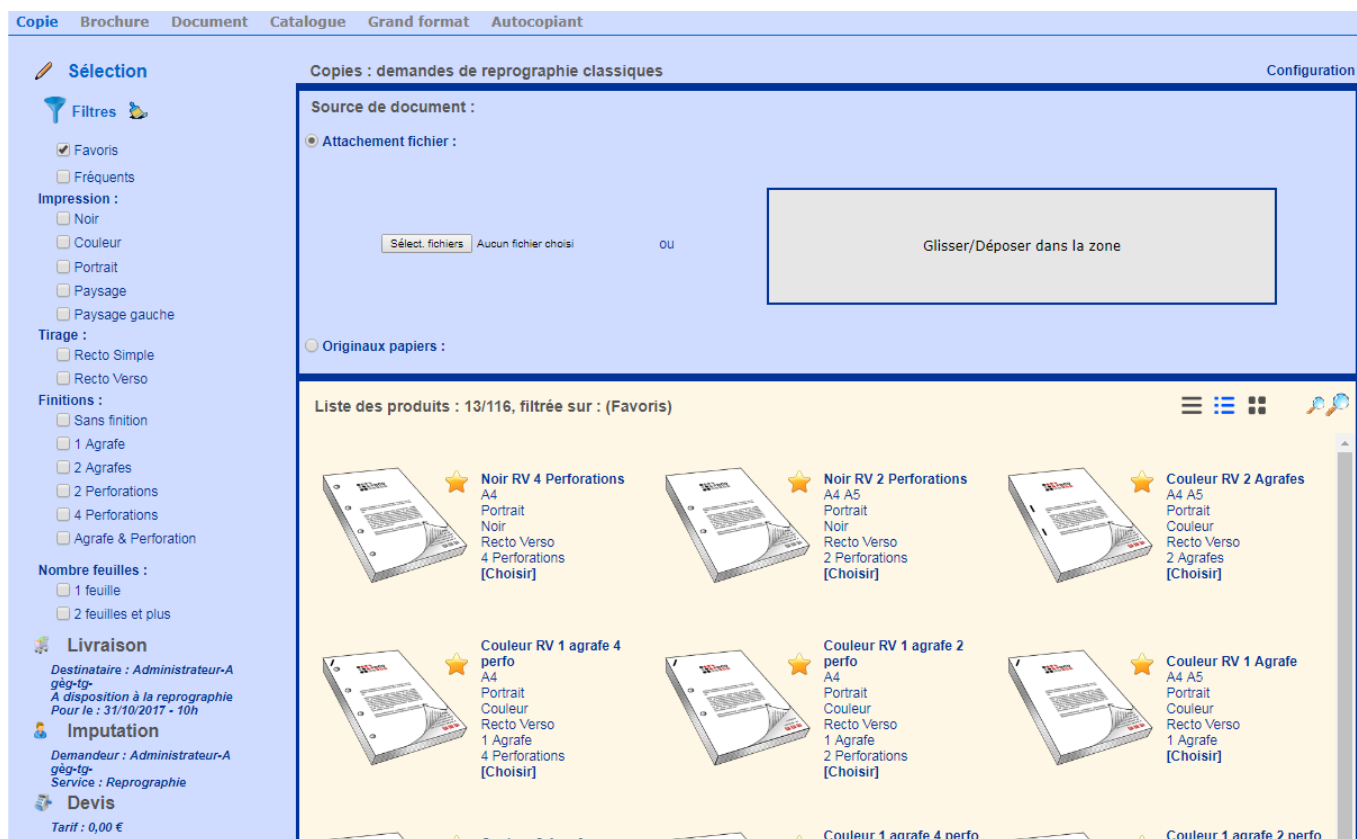 Copie Brochure Document Catalogue Grand format Autocopiant
Sélection
Filtres
Favoris
Fréquents
Impression :
Noir
Couleur
Portrait
Paysage
Paysage gauche
Tirage :
Recto Simple
Recto Verso
Finitions :
Sans finition
1 Agrafe
2 Agrafes
2 Perforations
4 Perforations
Agrafe & Perforation
Nombre feuilles :
1 feuille
2 feuilles et plus
Livraison
Destinataire : Administrateur-A
gèg-tg-
A disposition à la reprographie
Pour le : 31/10/2017 - 10h
Imputation
Demandeur : Administrateur-A
gèg-tg-
Service : Reprographie
Devis
Tarif : 0,00 €
Copies : demandes de reprographie classiques
Configuration
Source de document :
Attachement fichier :
Sélect. fichiers Aucun fichier choisi
ou
Glisser/Déposer dans la zone
Originaux papiers :
Liste des produits : 13/116, filtrée sur : (Favoris)
Noir RV 4 Perforations
A4
Portrait
Noir
Recto Verso
4 Perforations
[Choisir]
Noir RV 2 Perforations
A4 A5
Portrait
Noir
Recto Verso
2 Perforations
[Choisir]
Couleur RV 2 Agrafes
A4 A5
Portrait
Couleur
Recto Verso
2 Agrafes
[Choisir]
Couleur RV 1 agrafe 4
perfo
A4
Portrait
Couleur
Recto Verso
1 Agrafe
4 Perforations
[Choisir]
Couleur RV 1 agrafe 2
perfo
A4
Portrait
Couleur
Recto Verso
1 Agrafe
2 Perforations
[Choisir]
Couleur RV 1 Agrafe
A4 A5
Portrait
Couleur
Recto Verso
1 Agrafe
[Choisir]
Couleur 1 agrafe 4 perfo
Couleur 1 agrafe 2 perfo